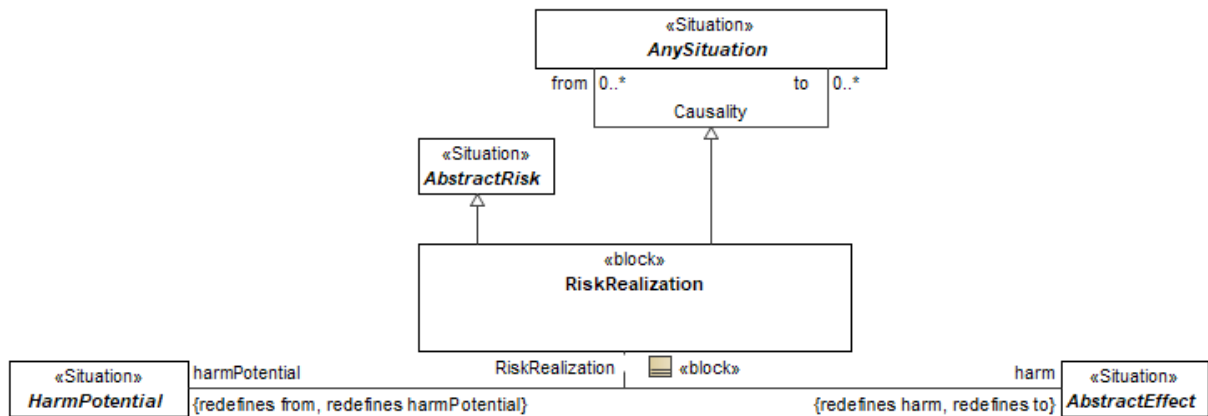 «Situation»
AnySituation
from 0..* to 0..*
Causality
«Situation»
AbstractRisk
«block»
RiskRealization
«Situation»
HarmPotential
harmPotential
{redefines from, redefines harmPotential}
RiskRealization «block»
harm
{redefines harm, redefines to}
«Situation»
AbstractEffect